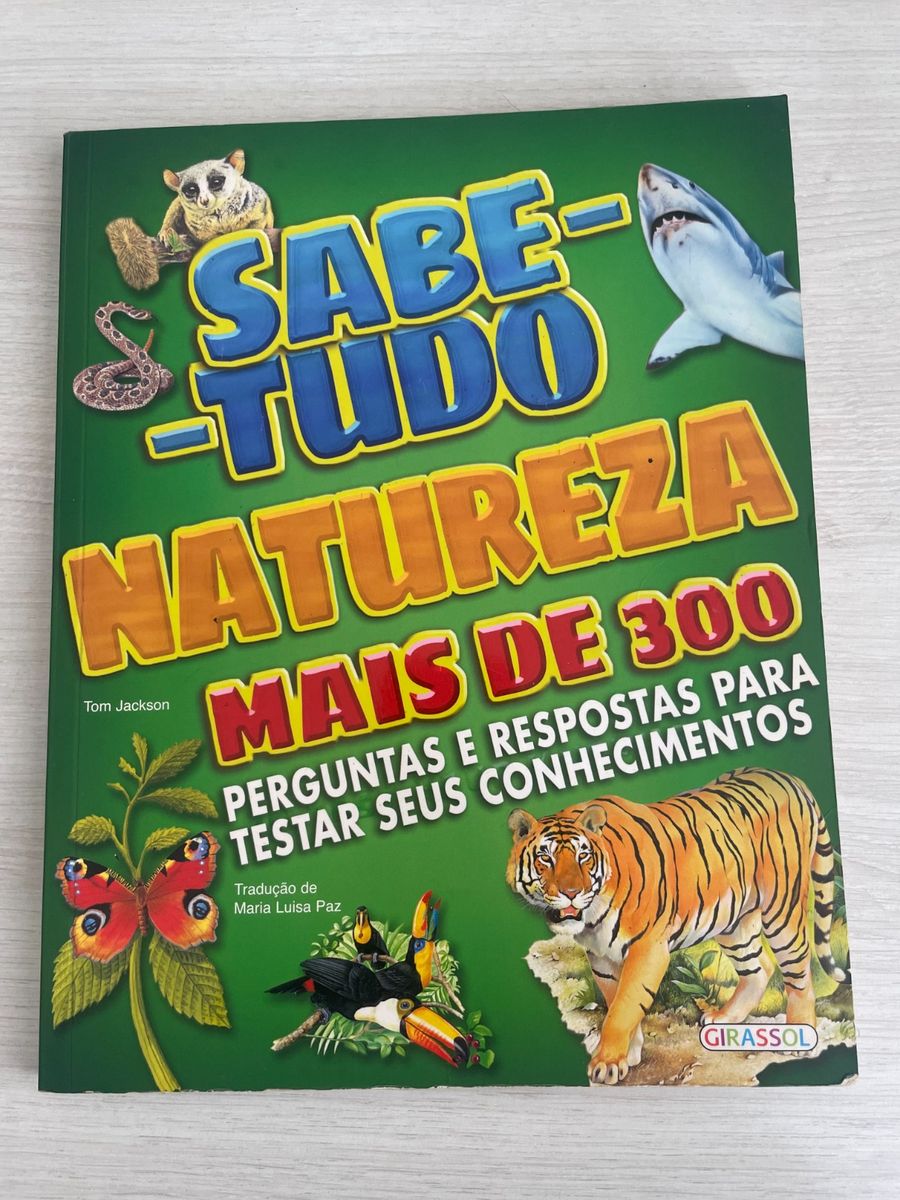 SABE-
-TUDO
NATUREZA
MAIS DE 300
PERGUNTAS E RESPOSTAS PARA
TESTAR SEUS CONHECIMENTOS
Tom Jackson
Tradução de
Maria Luisa Paz
GIRASSOL